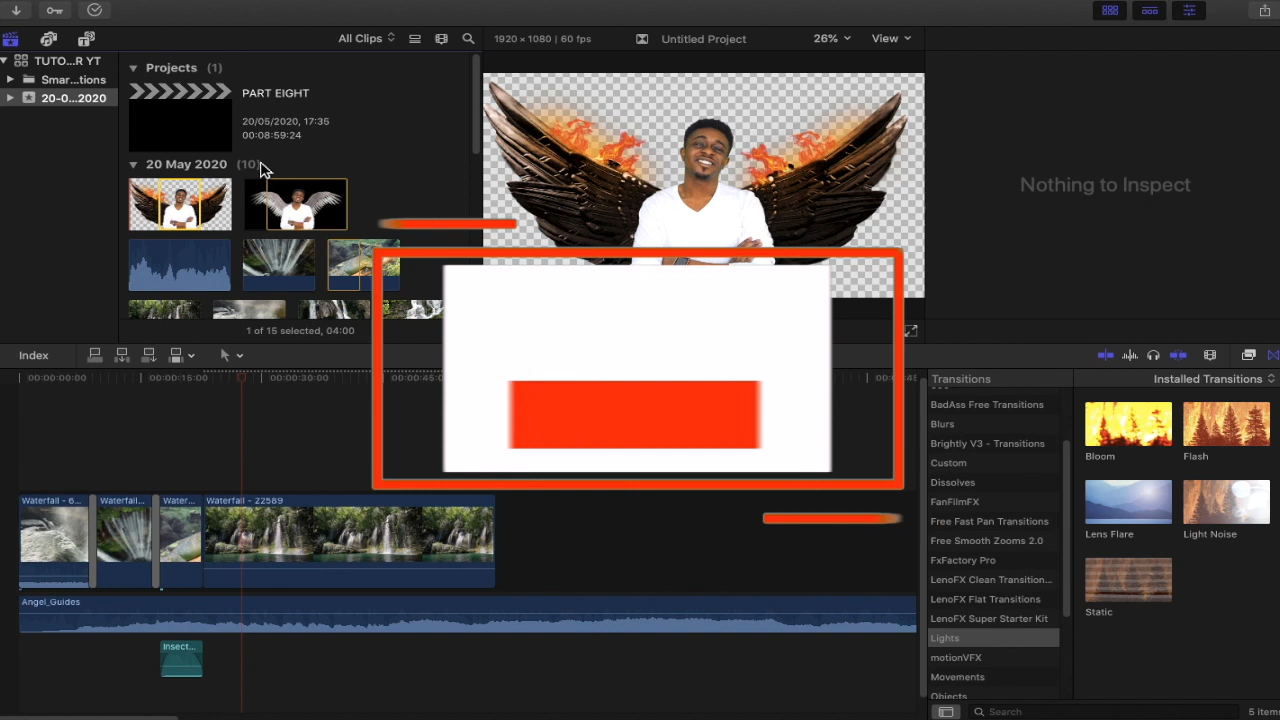 All Clips
1920 × 1080 | 60 fps
Untitled Project
26%
View
TUTO...R YT
Smar...tions
20-0...2020
Projects (1)
PART EIGHT
20/05/2020, 17:35
00:08:59:24
20 May 2020 (10)
Nothing to Inspect
1 of 15 selected, 04:00
Index
00:00:00:00
00:00:15:00
00:00:30:00
00:00:45:0
Transitions
Installed Transitions
BadAss Free Transitions
Blurs
Brightly V3 - Transitions
Custom
Dissolves
FanFilmFX
Free Fast Pan Transitions
Free Smooth Zooms 2.0
FxFactory Pro
LenoFX Clean Transition...
LenoFX Flat Transitions
LenoFX Super Starter Kit
Lights
motionVFX
Movements
Objects
Bloom
Flash
Lens Flare
Light Noise
Static
Waterfall - 6...
Waterfall...
Water...
Waterfall - 22589
Angel_Guides
Insect...
Search
5 items